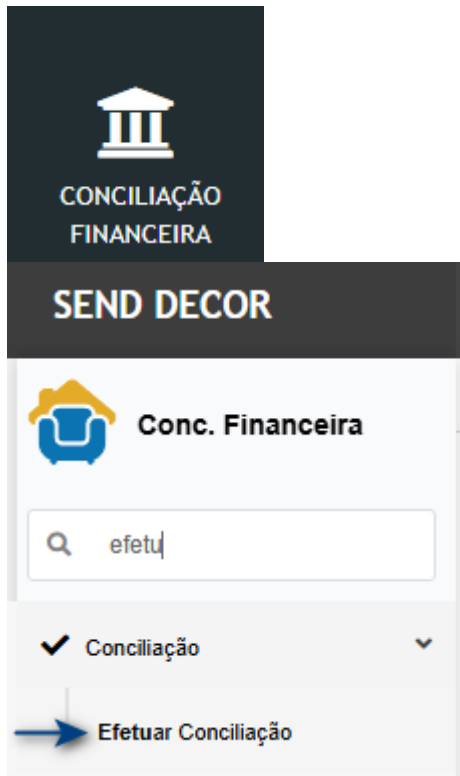 CONCILIAÇÃO
FINANCEIRA
SEND DECOR
Conc. Financeira
efetu
Conciliação
Efetuar Conciliação